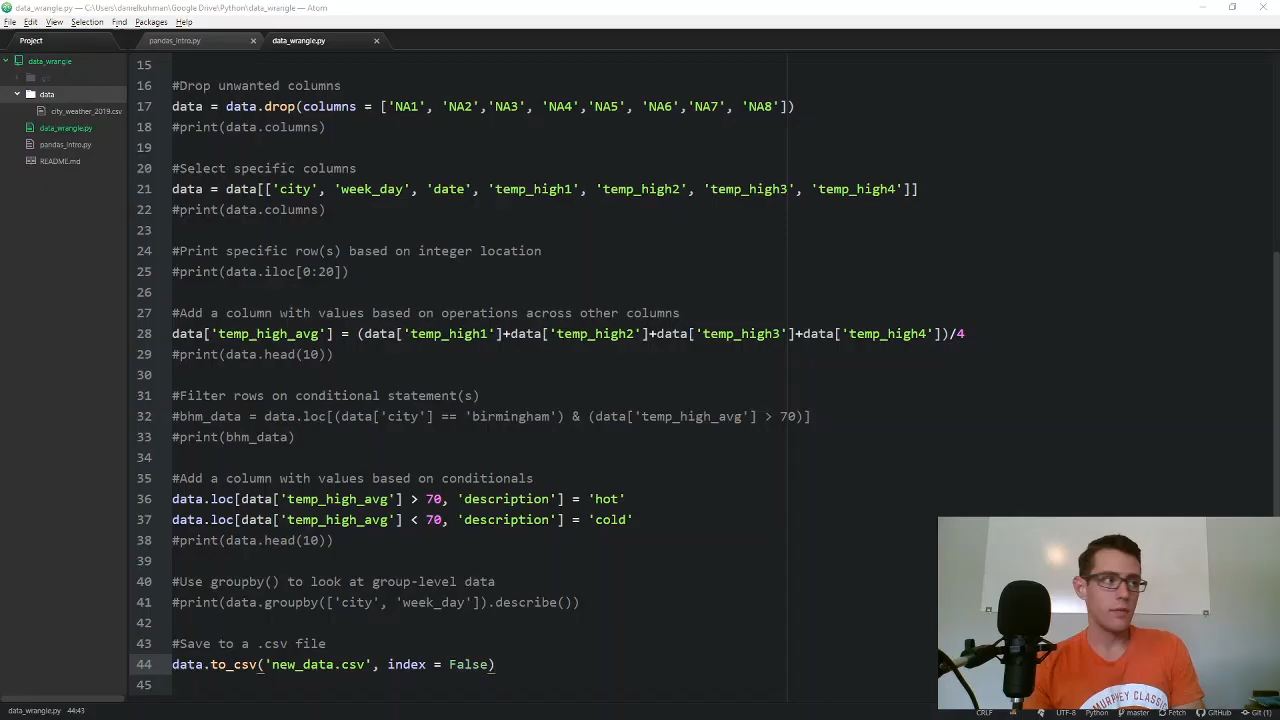 data_wrangle.py — C:\Users\danielkuhman\Google Drive\Python\data_wrangle — Atom
File Edit View Selection Find Packages Help
Project
pandas_intro.py
data_wrangle.py
data_wrangle
data
city_weather_2019.csv
data_wrangle.py
pandas_intro.py
README.md
15
16 #Drop unwanted columns
17 data = data.drop(columns = ['NA1', 'NA2','NA3', 'NA4','NA5', 'NA6','NA7', 'NA8'])
18 #print(data.columns)
19
20 #Select specific columns
21 data = data[['city', 'week_day', 'date', 'temp_high1', 'temp_high2', 'temp_high3', 'temp_high4']]
22 #print(data.columns)
23
24 #Print specific row(s) based on integer location
25 #print(data.iloc[0:20])
26
27 #Add a column with values based on operations across other columns
28 data['temp_high_avg'] = (data['temp_high1']+data['temp_high2']+data['temp_high3']+data['temp_high4'])/4
29 #print(data.head(10))
30
31 #Filter rows on conditional statement(s)
32 #bhm_data = data.loc[(data['city'] == 'birmingham') & (data['temp_high_avg'] > 70)]
33 #print(bhm_data)
34
35 #Add a column with values based on conditionals
36 data.loc[data['temp_high_avg'] > 70, 'description'] = 'hot'
37 data.loc[data['temp_high_avg'] < 70, 'description'] = 'cold'
38 #print(data.head(10))
39
40 #Use groupby() to look at group-level data
41 #print(data.groupby(['city', 'week_day']).describe())
42
43 #Save to a .csv file
44 data.to_csv('new_data.csv', index = False)
45
MURPHEY CLASSIC
data_wrangle.py 44:43
CRLF UTF-8 Python master Fetch GitHub Git (1)